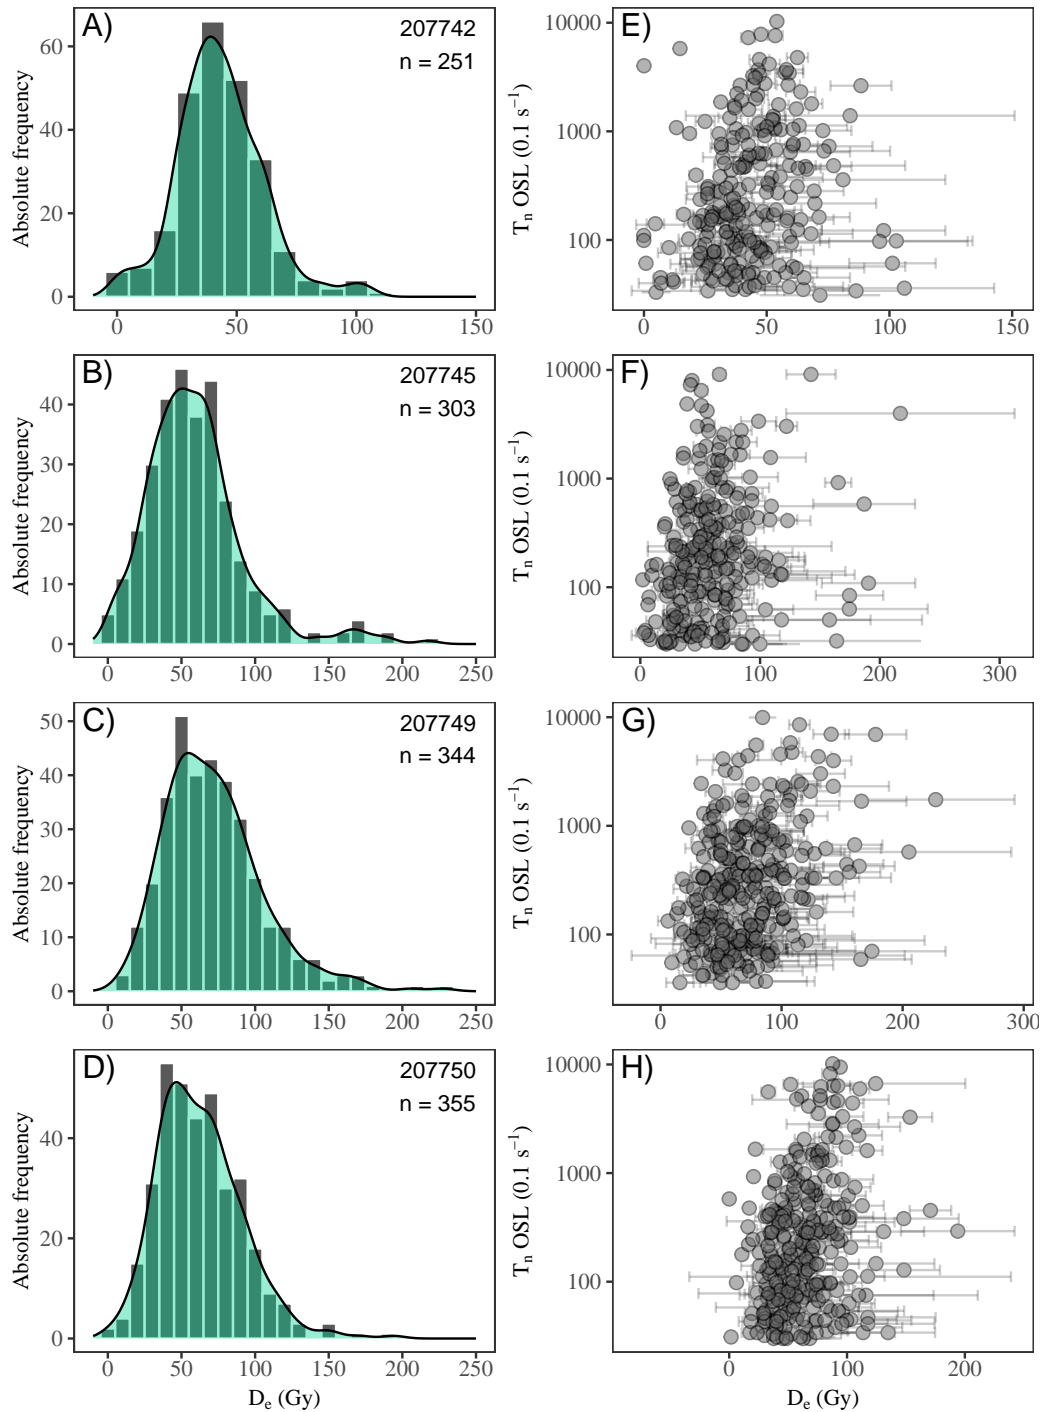 A)
207742
n = 251
Absolute frequency
60
40
20
0
0 50 100 150
E)
Tₙ OSL (0.1 s⁻¹)
10000
1000
100
0 50 100 150
B)
207745
n = 303
Absolute frequency
40
30
20
10
0
0 50 100 150 200 250
F)
Tₙ OSL (0.1 s⁻¹)
10000
1000
100
0 100 200 300
C)
207749
n = 344
Absolute frequency
50
40
30
20
10
0
0 50 100 150 200 250
G)
Tₙ OSL (0.1 s⁻¹)
10000
1000
100
0 100 200 300
D)
207750
n = 355
Absolute frequency
40
20
0
0 50 100 150 200 250
Dₑ (Gy)
H)
Tₙ OSL (0.1 s⁻¹)
10000
1000
100
0 100 200
Dₑ (Gy)